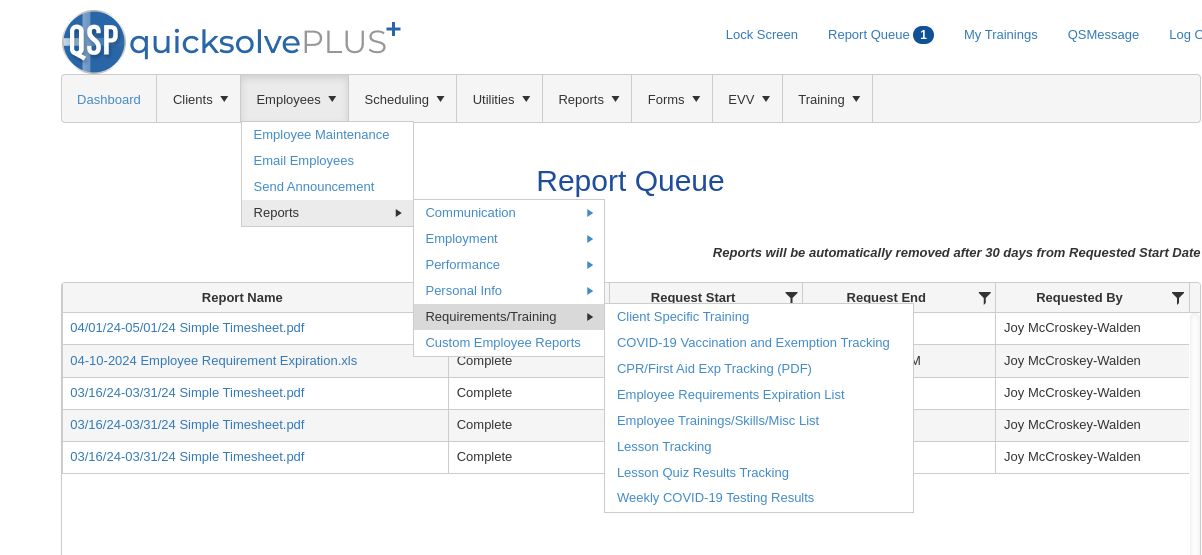 QSP quicksolvePLUS+
Lock Screen Report Queue 1 My Trainings QSMessage Log
Dashboard Clients Employees Scheduling Utilities Reports Forms EVV Training
Employee Maintenance
Email Employees
Send Announcement
Reports
Report Queue
Communication
Employment
Performance
Personal Info
Requirements/Training
Custom Employee Reports
Reports will be automatically removed after 30 days from Requested Start Date
Client Specific Training
COVID-19 Vaccination and Exemption Tracking
CPR/First Aid Exp Tracking (PDF)
Employee Requirements Expiration List
Employee Trainings/Skills/Misc List
Lesson Tracking
Lesson Quiz Results Tracking
Weekly COVID-19 Testing Results
Report Name Request Start Request End Requested By
04/01/24-05/01/24 Simple Timesheet.pdf Joy McCroskey-Walden
04-10-2024 Employee Requirement Expiration.xls Complete M Joy McCroskey-Walden
03/16/24-03/31/24 Simple Timesheet.pdf Complete Joy McCroskey-Walden
03/16/24-03/31/24 Simple Timesheet.pdf Complete Joy McCroskey-Walden
03/16/24-03/31/24 Simple Timesheet.pdf Complete Joy McCroskey-Walden